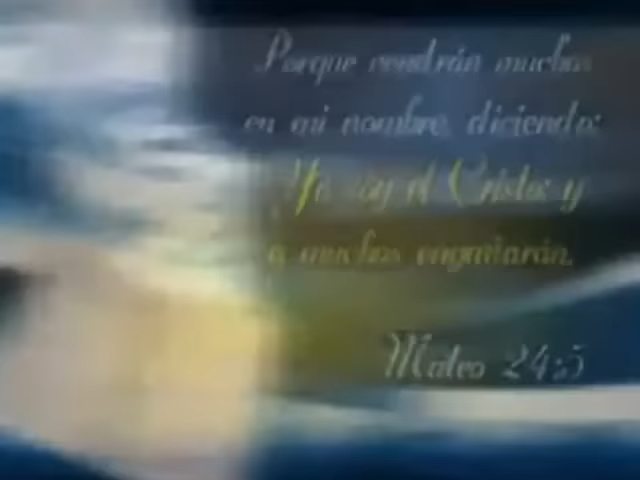 Porque vendrán muchos
en mi nombre, diciendo:
Yo soy el Cristo; y
a muchos engañarán.
Mateo 24:5